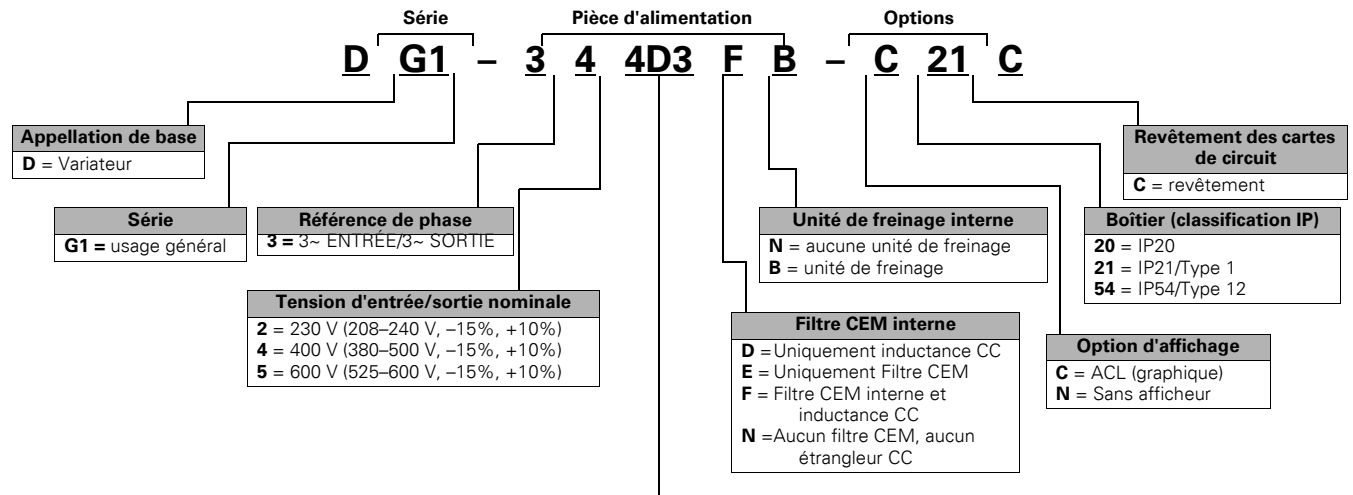 Série
Pièce d'alimentation
Options
D G1 – 3 4 4D3 F B – C 21 C
Appellation de base
D = Variateur
Série
G1 = usage général
Référence de phase
3 = 3~ ENTRÉE/3~ SORTIE
Tension d'entrée/sortie nominale
2 = 230 V (208–240 V, –15%, +10%)
4 = 400 V (380–500 V, –15%, +10%)
5 = 600 V (525–600 V, –15%, +10%)
Unité de freinage interne
N = aucune unité de freinage
B = unité de freinage
Filtre CEM interne
D =Uniquement inductance CC
E = Uniquement Filtre CEM
F = Filtre CEM interne et
inductance CC
N =Aucun filtre CEM, aucun
étrangleur CC
Revêtement des cartes
de circuit
C = revêtement
Boîtier (classification IP)
20 = IP20
21 = IP21/Type 1
54 = IP54/Type 12
Option d'affichage
C = ACL (graphique)
N = Sans afficheur